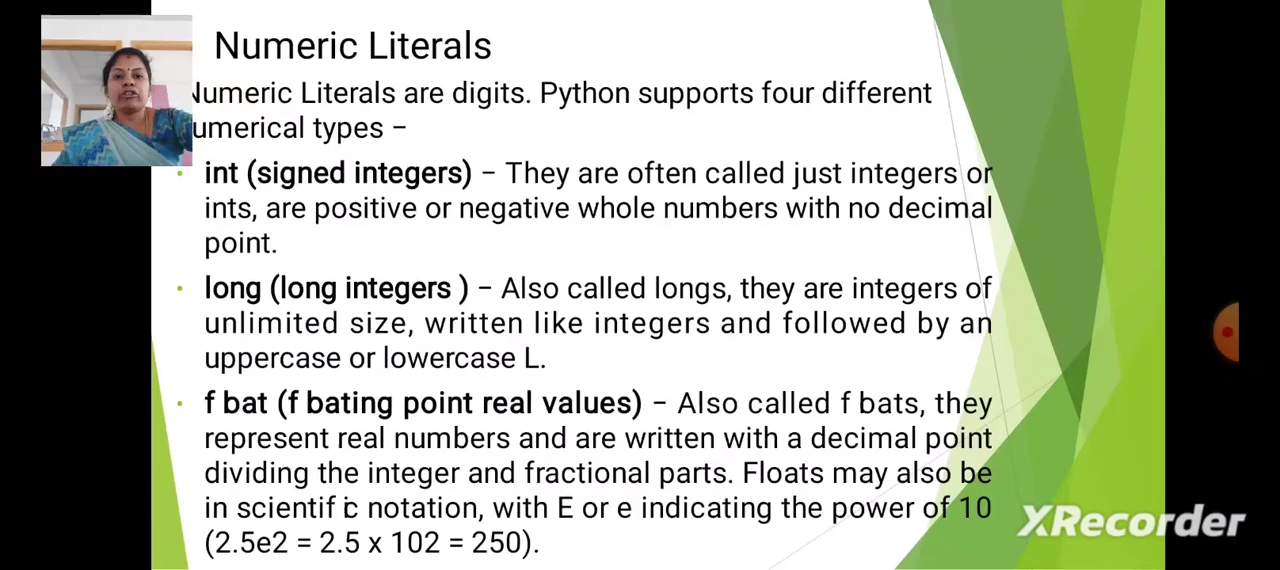 Numeric Literals
Numeric Literals are digits. Python supports four different
umerical types −
int (signed integers) − They are often called just integers or
ints, are positive or negative whole numbers with no decimal
point.
long (long integers ) − Also called longs, they are integers of
unlimited size, written like integers and followed by an
uppercase or lowercase L.
f bat (f bating point real values) − Also called f bats, they
represent real numbers and are written with a decimal point
dividing the integer and fractional parts. Floats may also be
in scientif ic notation, with E or e indicating the power of 10
(2.5e2 = 2.5 x 102 = 250).
XRecorder